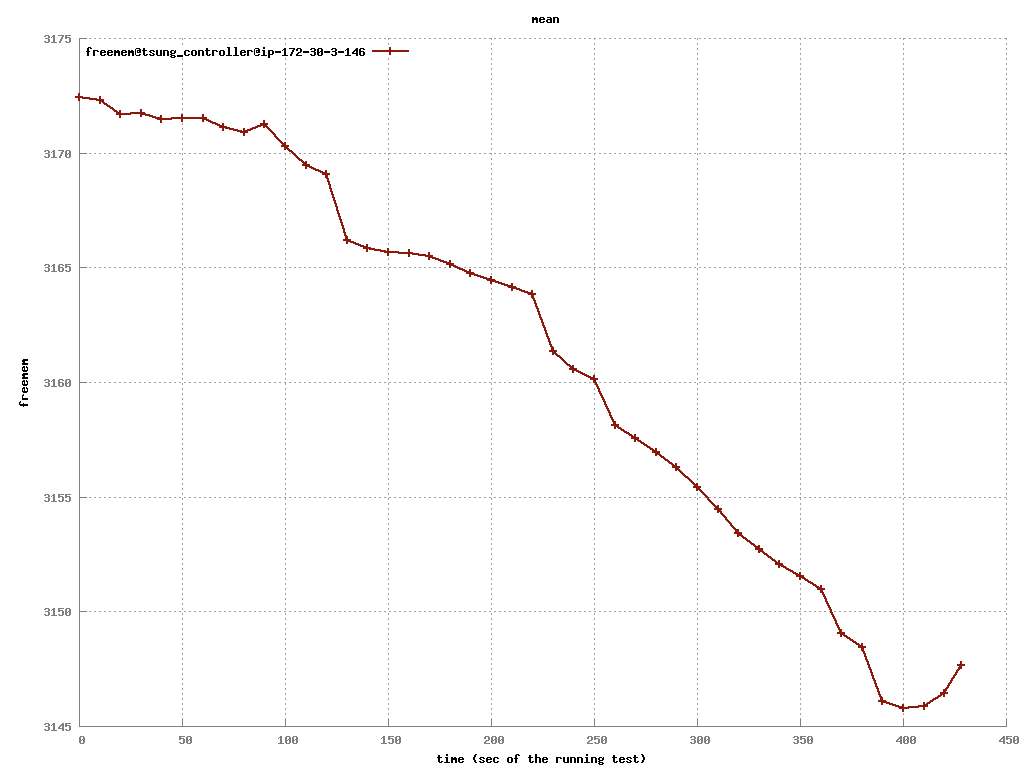 mean
3175
freemem@tsung_controller@ip-172-30-3-146
3170
3165
3160
freemem
3155
3150
3145
0 50 100 150 200 250 300 350 400 450
time (sec of the running test)